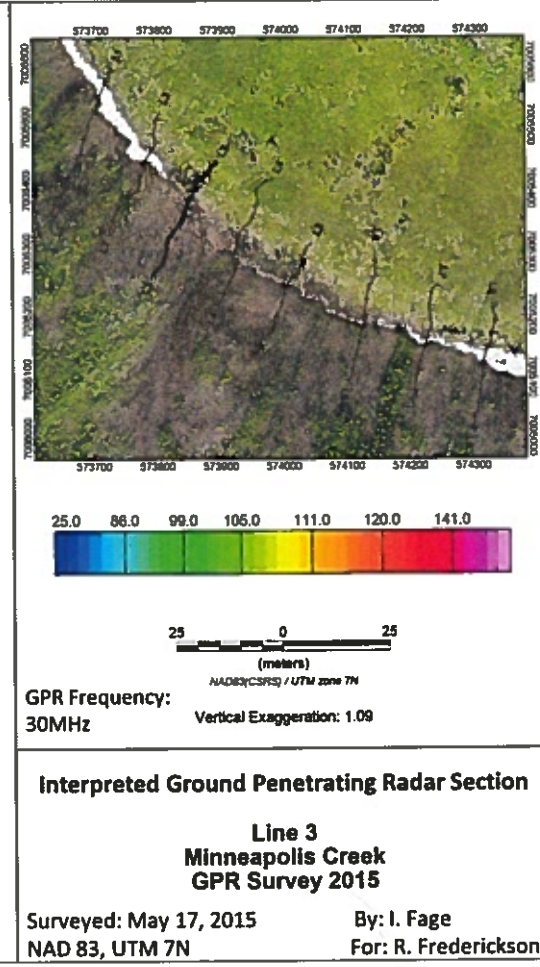 573700 573800 573900 574000 574100 574200 574300
573700 573800 573900 574000 574100 574200 574300
25.0 86.0 99.0 105.0 111.0 120.0 141.0
25 0 25
(meters)
NAD83(CSRS) / UTM zone 7N
GPR Frequency:
30MHz
Vertical Exaggeration: 1.09
Interpreted Ground Penetrating Radar Section
Line 3
Minneapolis Creek
GPR Survey 2015
Surveyed: May 17, 2015
By: I. Fage
NAD 83, UTM 7N
For: R. Frederickson